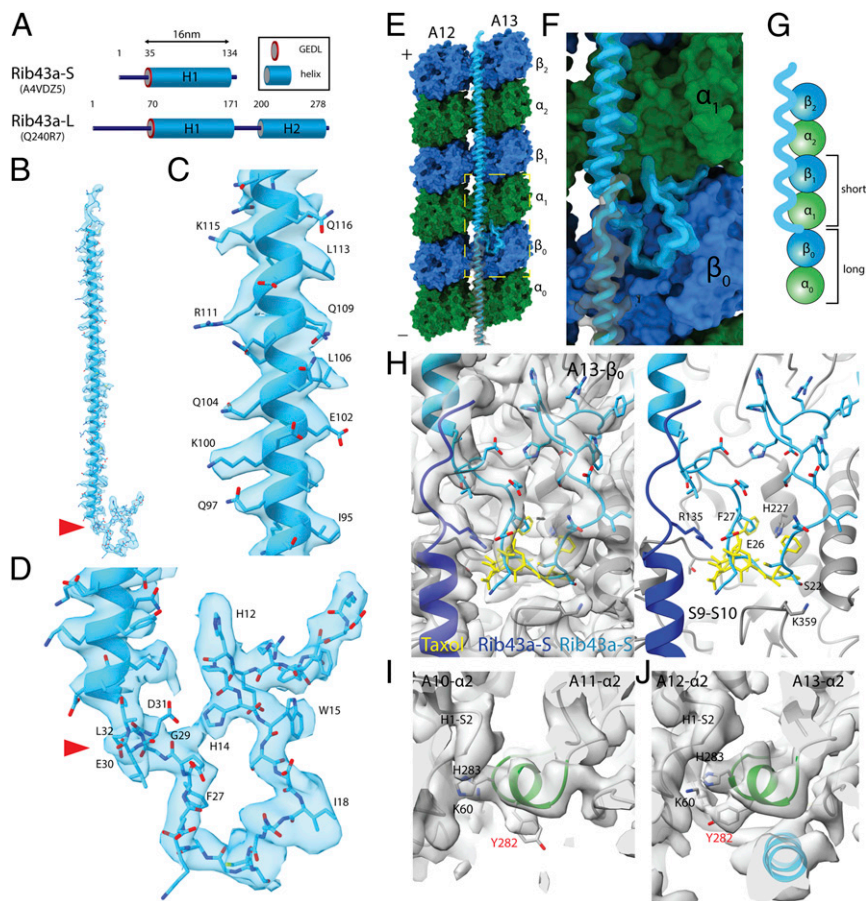 A
16nm
1 35 134
Rib43a-S
(A4VDZ5)
H1
GEDL
helix
1 70 171 200 278
Rib43a-L
(Q240R7)
H1 H2
B
C
K115
Q116
L113
R111
Q109
L106
Q104
E102
K100
Q97
I95
D
H12
D31
W15
L32
G29
H14
E30
F27
I18
E
A12 A13
+
β2
α2
β1
α1
β0
α0
–
F
α1
β0
G
β2
α2
β1
short
α1
β0
long
α0
H
A13-β0
R135
F27
H227
E26
S22
S9-S10
K359
Taxol Rib43a-S Rib43a-S
I
A10-α2 A11-α2
H1-S2
H283
K60
Y282
J
A12-α2 A13-α2
H1-S2
H283
K60
Y282